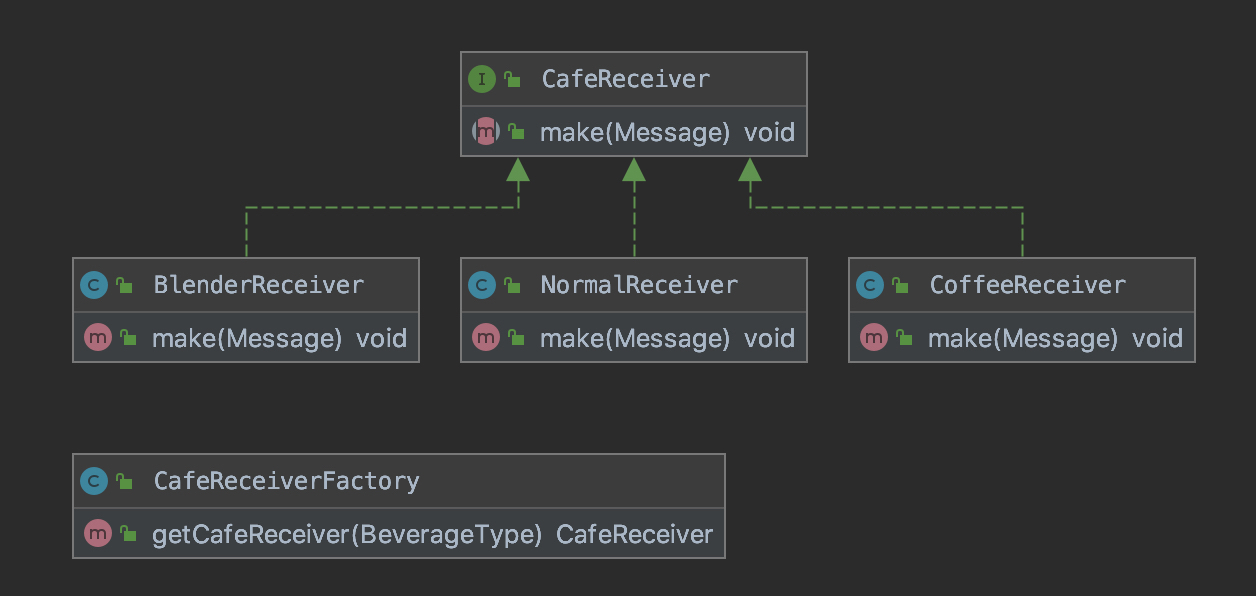 I CafeReceiver
m make(Message) void
C BlenderReceiver
m make(Message) void
C NormalReceiver
m make(Message) void
C CoffeeReceiver
m make(Message) void
C CafeReceiverFactory
m getCafeReceiver(BeverageType) CafeReceiver